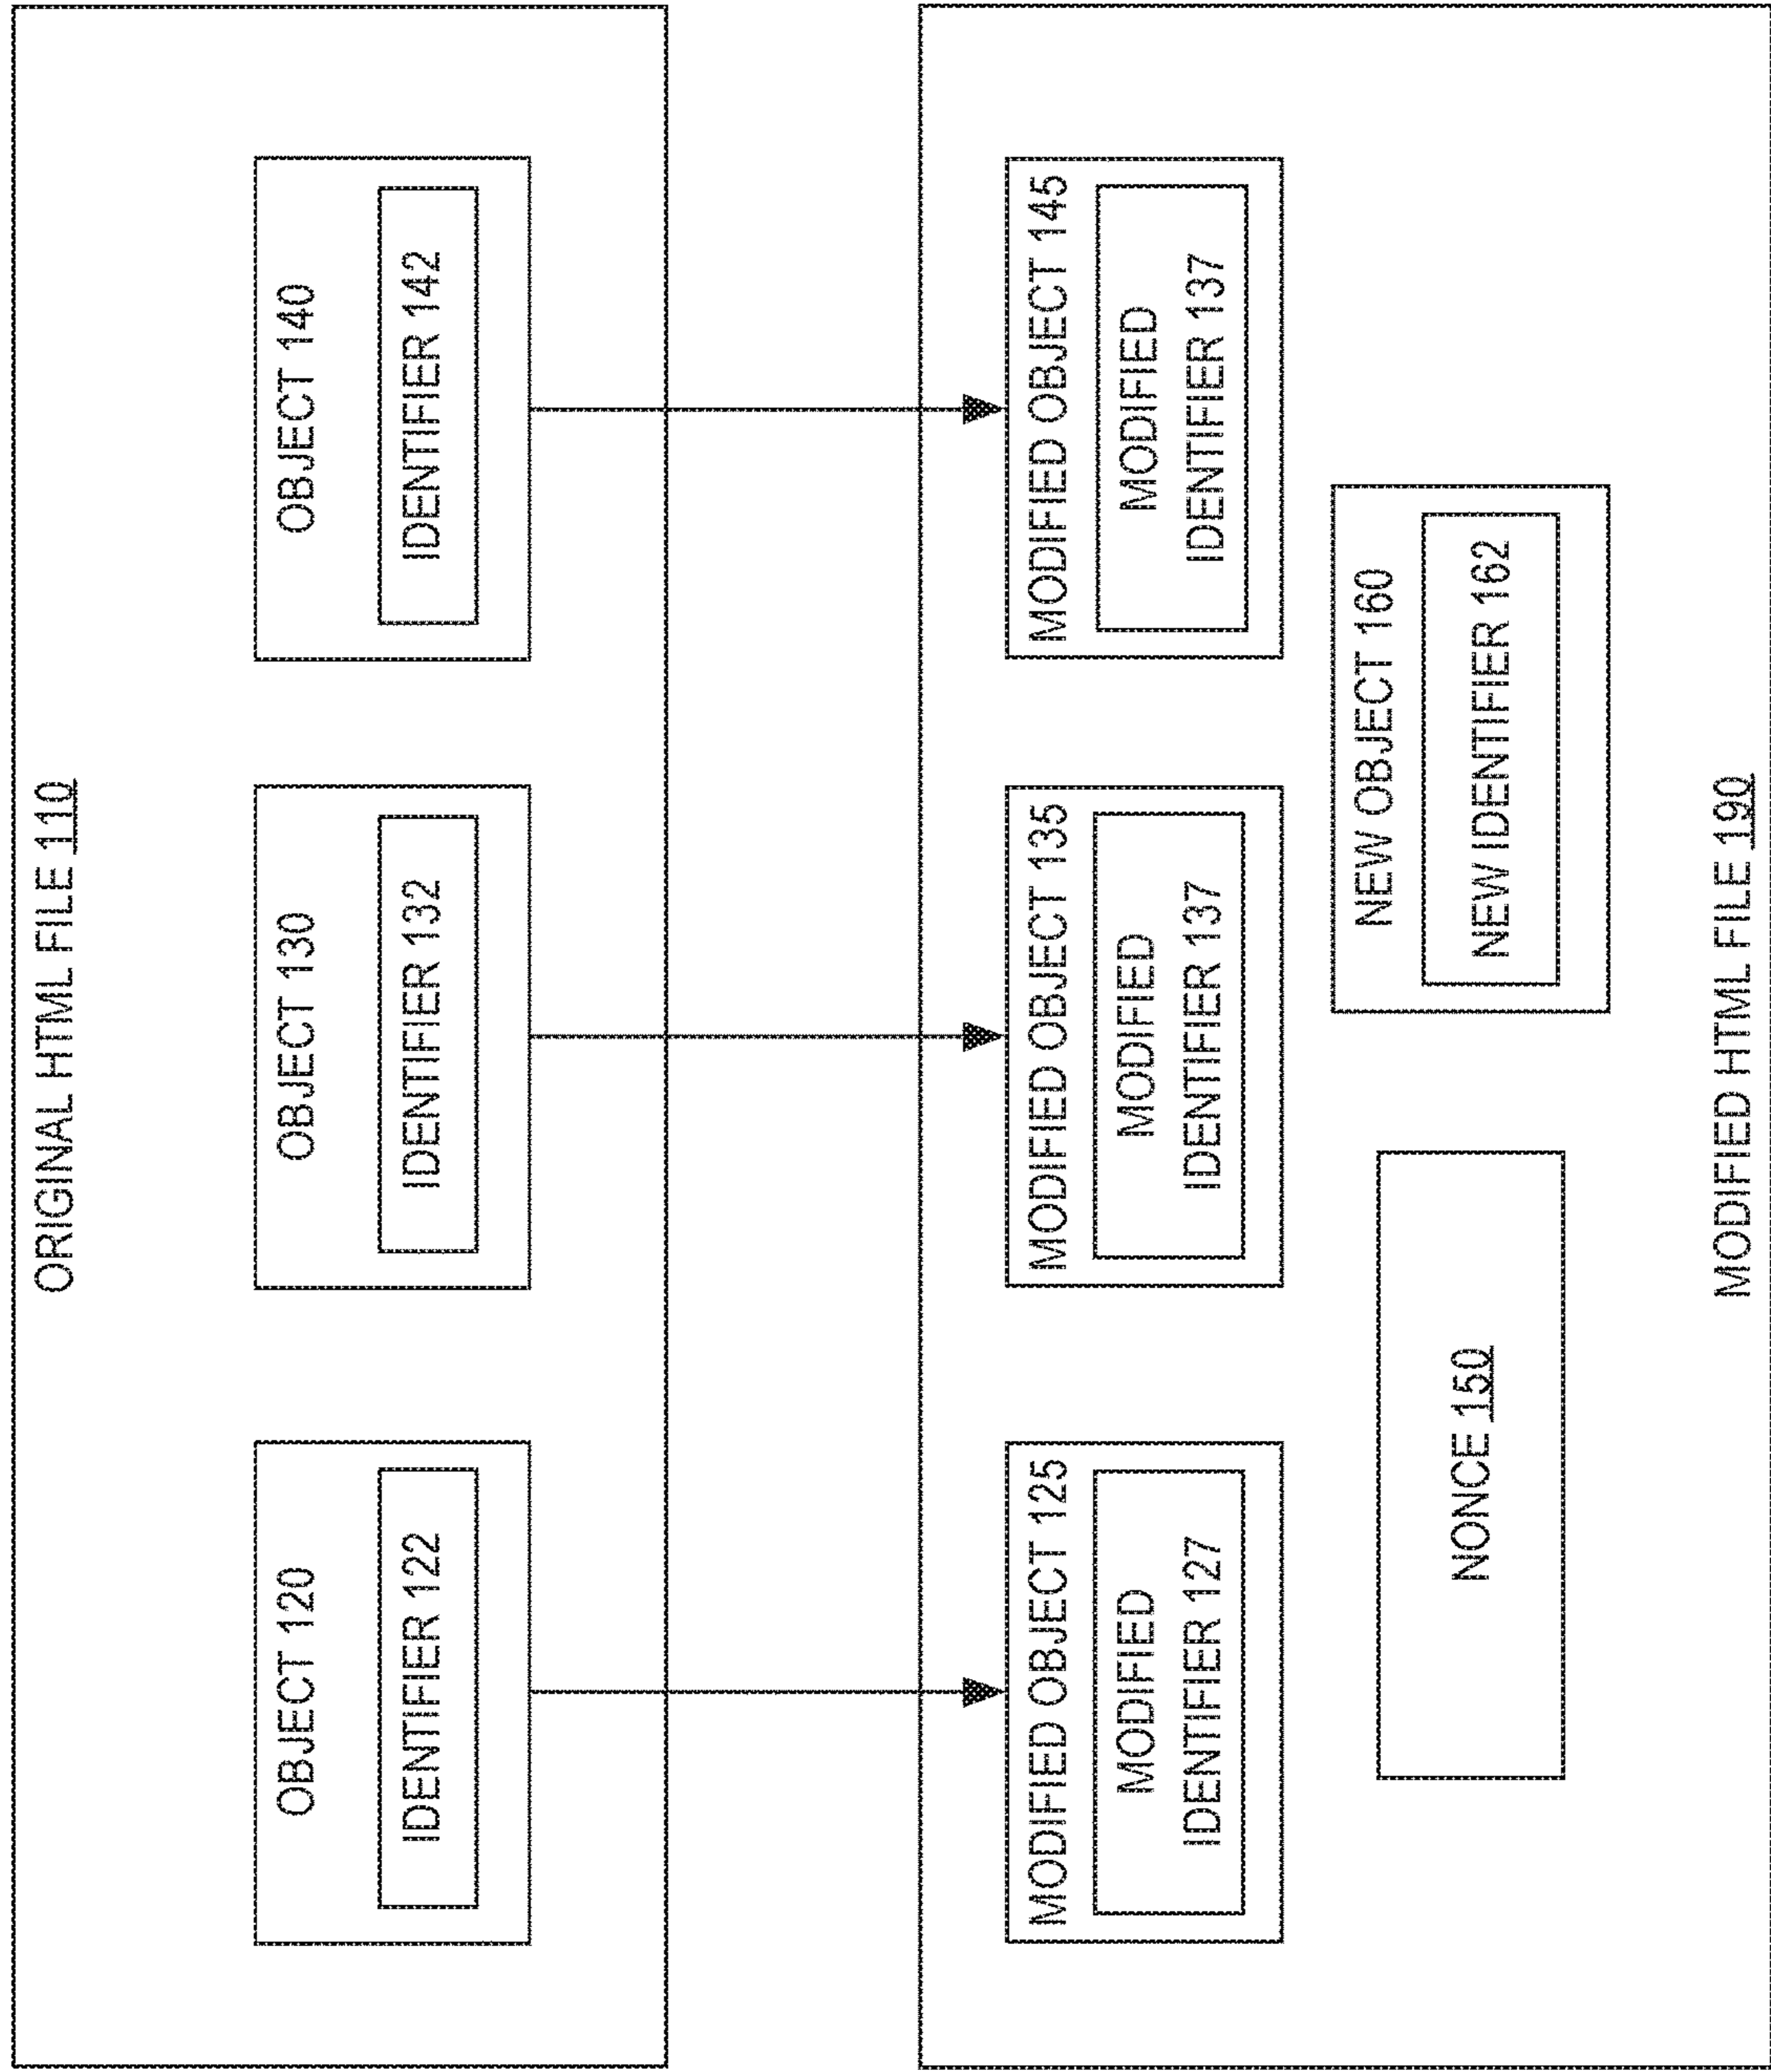 ORIGINAL HTML FILE 110
OBJECT 120
IDENTIFIER 122
OBJECT 130
IDENTIFIER 132
OBJECT 140
IDENTIFIER 142
MODIFIED OBJECT 125
MODIFIED
IDENTIFIER 127
MODIFIED OBJECT 135
MODIFIED
IDENTIFIER 137
MODIFIED OBJECT 145
MODIFIED
IDENTIFIER 137
NONCE 150
NEW OBJECT 160
NEW IDENTIFIER 162
MODIFIED HTML FILE 190